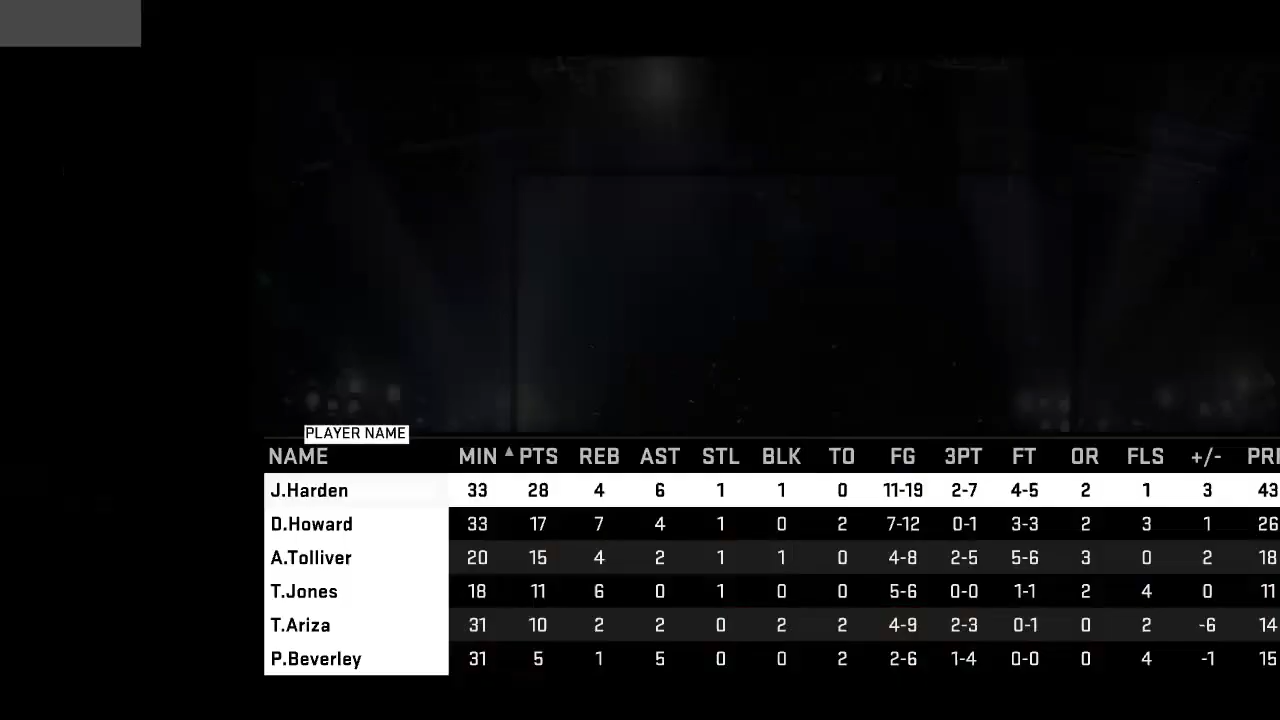 PLAYER NAME
NAME MIN PTS REB AST STL BLK TO FG 3PT FT OR FLS +/-
J.Harden 33 28 4 6 1 1 0 11-19 2-7 4-5 2 1 3 43
D.Howard 33 17 7 4 1 0 2 7-12 0-1 3-3 2 3 1 26
A.Tolliver 20 15 4 2 1 1 0 4-8 2-5 5-6 3 0 2 18
T.Jones 18 11 6 0 1 0 0 5-6 0-0 1-1 2 4 0 11
T.Ariza 31 10 2 2 0 2 2 4-9 2-3 0-1 0 2 -6 14
P.Beverley 31 5 1 5 0 0 2 2-6 1-4 0-0 0 4 -1 15